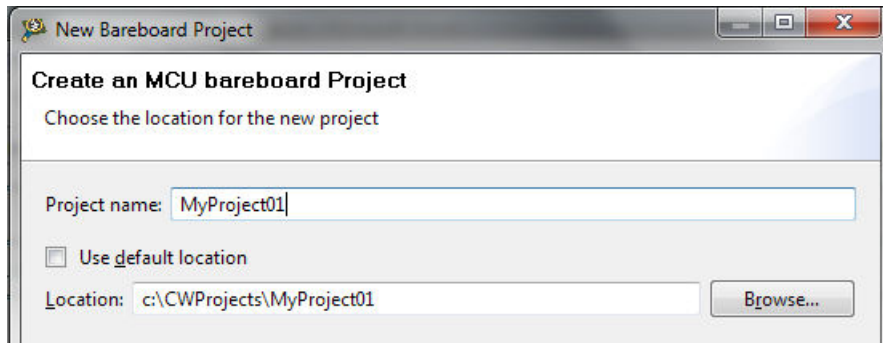 New Bareboard Project
Create an MCU bareboard Project
Choose the location for the new project
Project name: MyProject01
Use default location
Location: c:\CWProjects\MyProject01 Browse...